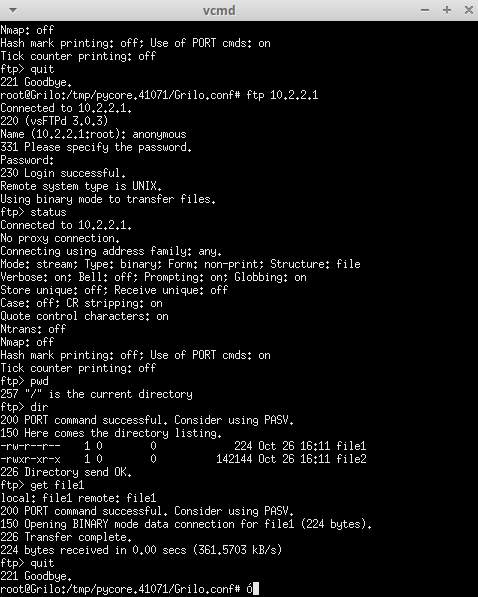 vcmd
Nmap: off
Hash mark printing: off; Use of PORT cmds: on
Tick counter printing: off
ftp> quit
221 Goodbye.
root@Grilo:/tmp/pycore.41071/Grilo.conf# ftp 10.2.2.1
Connected to 10.2.2.1.
220 (vsFTPd 3.0.3)
Name (10.2.2.1:root): anonymous
331 Please specify the password.
Password:
230 Login successful.
Remote system type is UNIX.
Using binary mode to transfer files.
ftp> status
Connected to 10.2.2.1.
No proxy connection.
Connecting using address family: any.
Mode: stream; Type: binary; Form: non-print; Structure: file
Verbose: on; Bell: off; Prompting: on; Globbing: on
Store unique: off; Receive unique: off
Case: off; CR stripping: on
Quote control characters: on
Ntrans: off
Nmap: off
Hash mark printing: off; Use of PORT cmds: on
Tick counter printing: off
ftp> pwd
257 "/" is the current directory
ftp> dir
200 PORT command successful. Consider using PASV.
150 Here comes the directory listing.
-rw-r--r--    1 0        0             224 Oct 26 16:11 file1
-rwxr-xr-x    1 0        0          142144 Oct 26 16:11 file2
226 Directory send OK.
ftp> get file1
local: file1 remote: file1
200 PORT command successful. Consider using PASV.
150 Opening BINARY mode data connection for file1 (224 bytes).
226 Transfer complete.
224 bytes received in 0.00 secs (361.5703 kB/s)
ftp> quit
221 Goodbye.
root@Grilo:/tmp/pycore.41071/Grilo.conf# ó